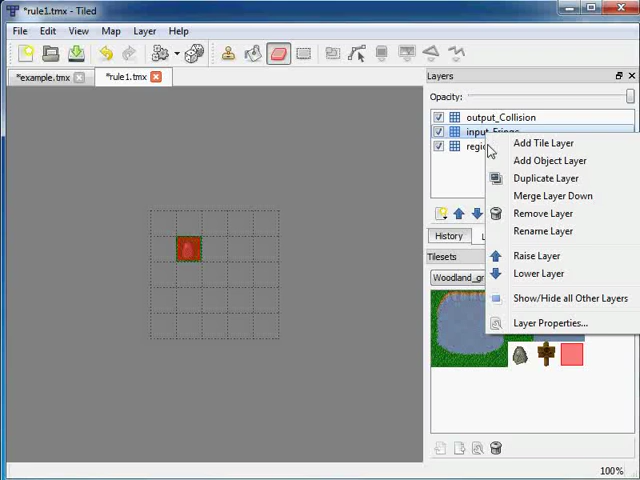 *rule1.tmx - Tiled
File Edit View Map Layer Help
*example.tmx *rule1.tmx
Layers
Opacity:
output_Collision
input_Fringe
Add Tile Layer
Add Object Layer
Duplicate Layer
Merge Layer Down
Remove Layer
Rename Layer
History
Raise Layer
Tilesets
Lower Layer
Show/Hide all Other Layers
Layer Properties...
100%